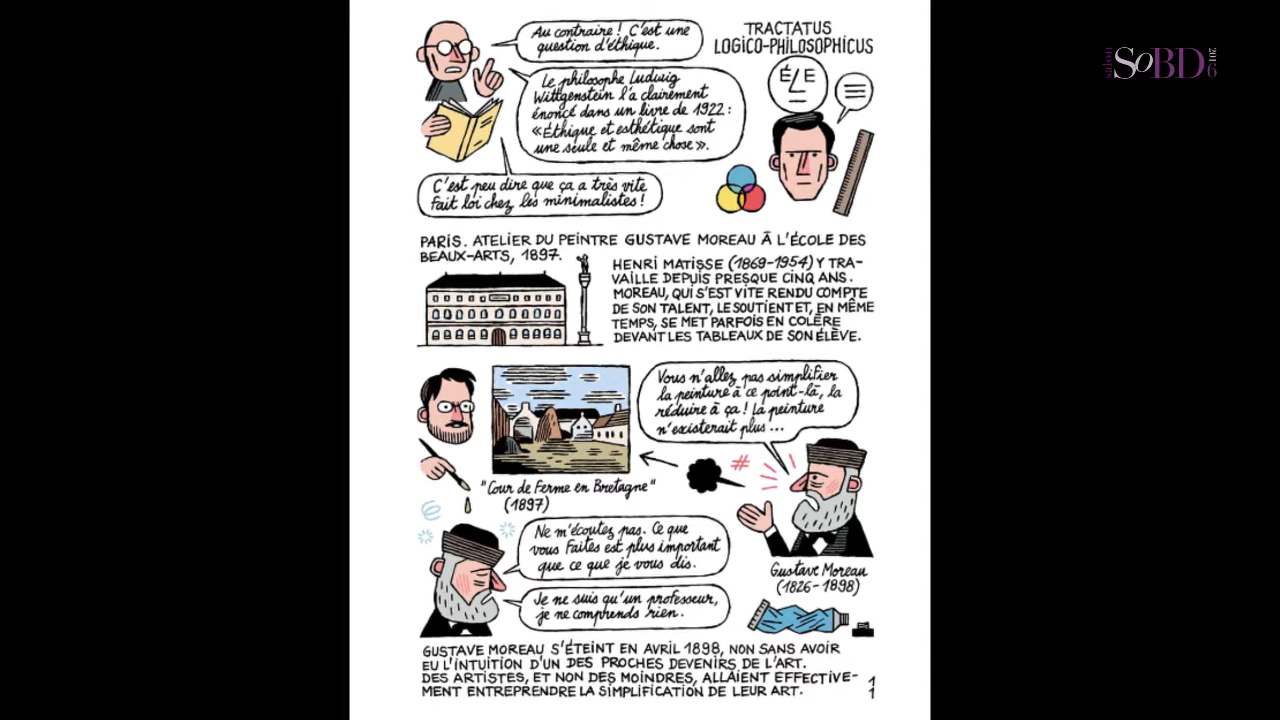 Au contraire ! C'est une
question d'éthique.
TRACTATUS
LOGICO-PHILOSOPHICUS
salon
SoBD
2019
Le philosophe Ludwig
Wittgenstein l'a clairement
énoncé dans un livre de 1922 :
«Éthique et esthétique sont
une seule et même chose».
É E
C'est peu dire que ça a très vite
fait loi chez les minimalistes !
PARIS. ATELIER DU PEINTRE GUSTAVE MOREAU À L'ÉCOLE DES
BEAUX-ARTS, 1897.
HENRI MATISSE (1869-1954) Y TRA-
VAILLE DEPUIS PRESQUE CINQ ANS.
MOREAU, QUI S'EST VITE RENDU COMPTE
DE SON TALENT, LE SOUTIENT ET, EN MÊME
TEMPS, SE MET PARFOIS EN COLÈRE
DEVANT LES TABLEAUX DE SON ÉLÈVE.
Vous n'allez pas simplifier
la peinture à ce point-là, la
réduire à ça ! La peinture
n'existerait plus ...
#
"Cour de Ferme en Bretagne"
(1897)
Ne m'écoutez pas. Ce que
vous faites est plus important
que ce que je vous dis.
Gustave Moreau
(1826-1898)
Je ne suis qu'un professeur,
je ne comprends rien.
GUSTAVE MOREAU S'ÉTEINT EN AVRIL 1898, NON SANS AVOIR
EU L'INTUITION D'UN DES PROCHES DEVENIRS DE L'ART.
DES ARTISTES, ET NON DES MOINDRES, ALLAIENT EFFECTIVE-
MENT ENTREPRENDRE LA SIMPLIFICATION DE LEUR ART.
1
1